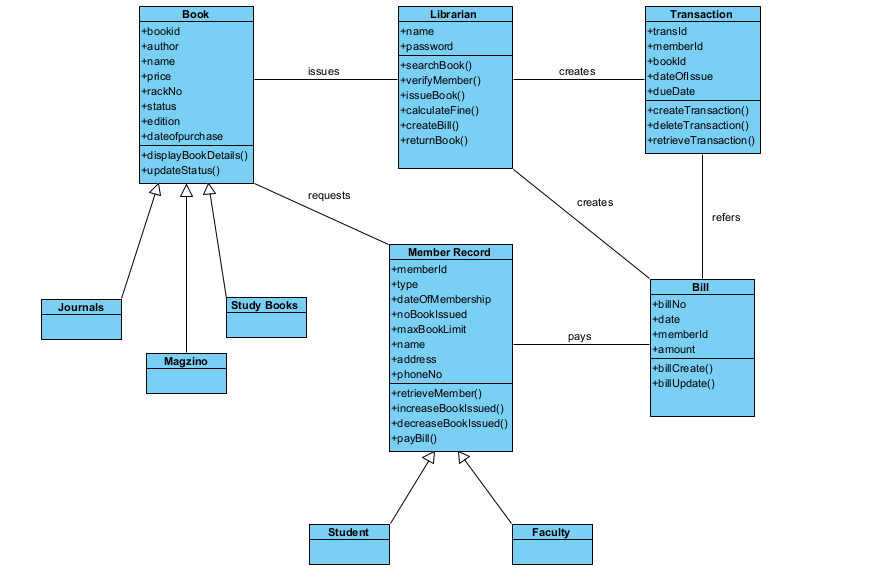 Book
+bookid
+author
+name
+price
+rackNo
+status
+edition
+dateofpurchase
+displayBookDetails()
+updateStatus()
issues
Librarian
+name
+password
+searchBook()
+verifyMember()
+issueBook()
+calculateFine()
+createBill()
+returnBook()
creates
Transaction
+transId
+memberId
+bookId
+dateOfIssue
+dueDate
+createTransaction()
+deleteTransaction()
+retrieveTransaction()
requests
creates
refers
Journals
Magzino
Study Books
Member Record
+memberId
+type
+dateOfMembership
+noBookIssued
+maxBookLimit
+name
+address
+phoneNo
+retrieveMember()
+increaseBookIssued()
+decreaseBookIssued()
+payBill()
pays
Bill
+billNo
+date
+memberId
+amount
+billCreate()
+billUpdate()
Student
Faculty